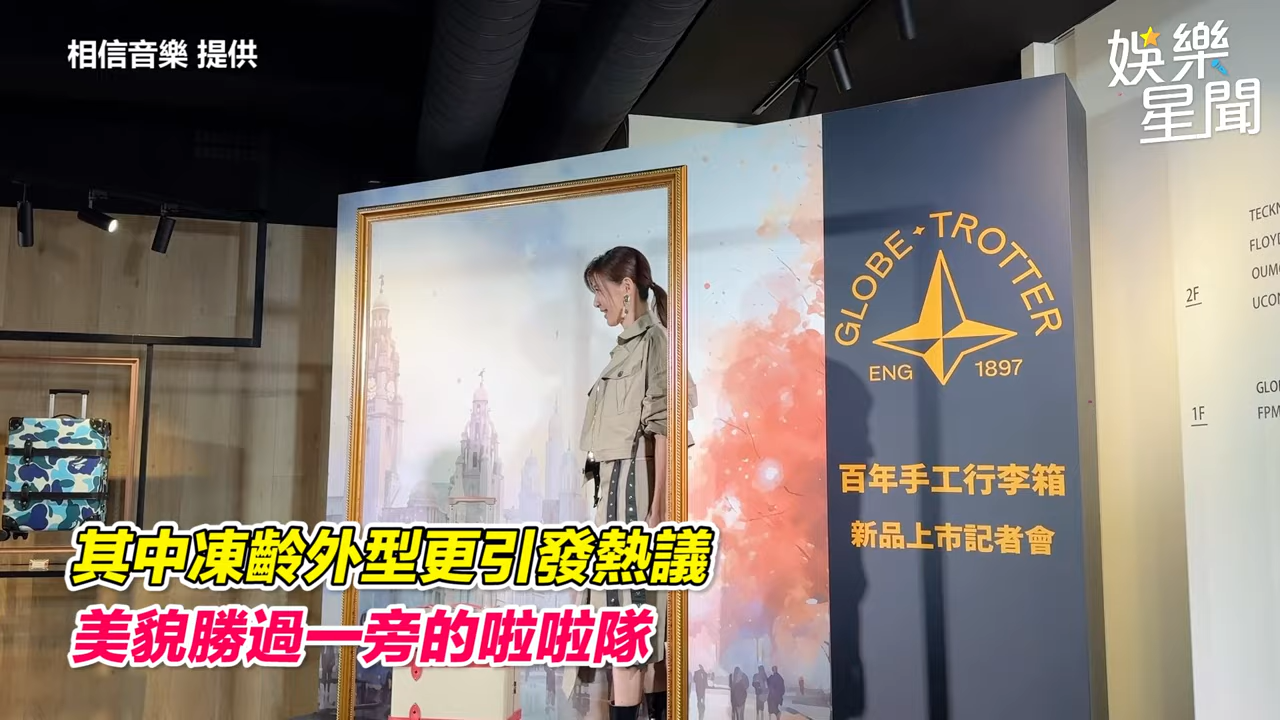 相信音樂 提供
娛樂
星聞
GLOBE TROTTER
ENG 1897
百年手工行李箱
新品上市記者會
2F
FLOYD
1F
其中凍齡外型更引發熱議
美貌勝過一旁的啦啦隊